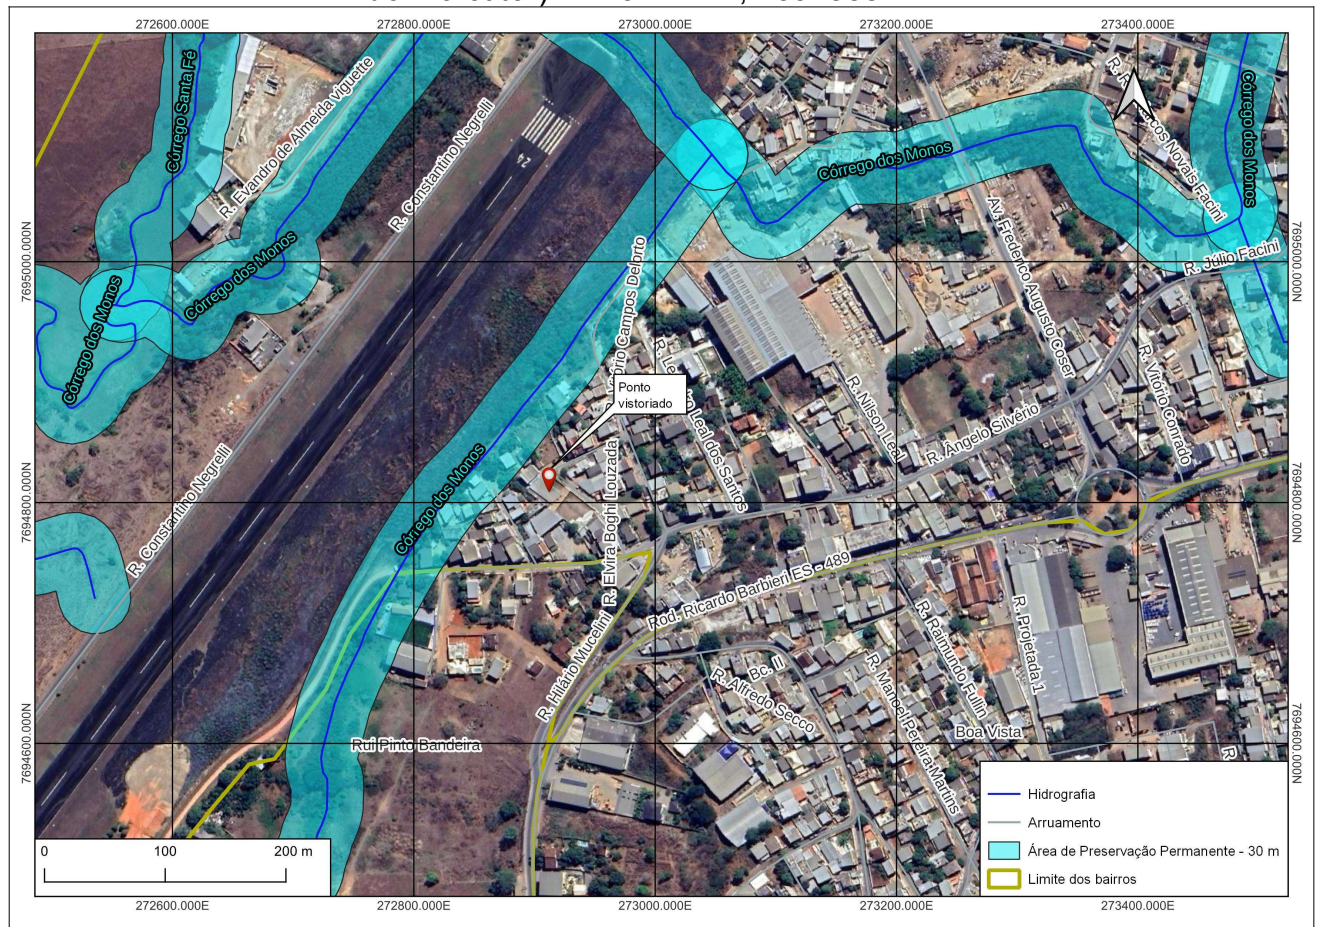 272600.000E
272800.000E
273000.000E
273200.000E
273400.000E
Córrego Santa Fé
R. Evandro de Almeida viguette
R. Constantino Negrelli
24
Córrego dos Monos
Novais Facini
Córrego dos Monos
7695000.000N
Córrego dos Monos
Córrego dos Monos
Campos Delorto
Av. Frederico Augusto Coser
R. Júlio Facini
7695000.000N
Ponto
vistoriado
Leal dos Santos
R. Nilson Leal
R. Ângelo Silvério
R. Vitório Conrado
R. Constantino Negrelli
Córrego dos Monos
R. Elvira Boghi Louzada
7694800.000N
7694800.000N
Rod. Ricardo Barbieri ES - 489
R. Hilário Mucelini
Bc. II
R. Alfredo Secco
R. Manoel Pereira Martins
R. Raimundo Fullin
R. Projetada 1
Boa Vista
Rui Pinto Bandeira
R
7694600.000N
7694600.000N
Hidrografia
Arruamento
Área de Preservação Permanente - 30 m
Limite dos bairros
0 100 200 m
272600.000E
272800.000E
273000.000E
273200.000E
273400.000E